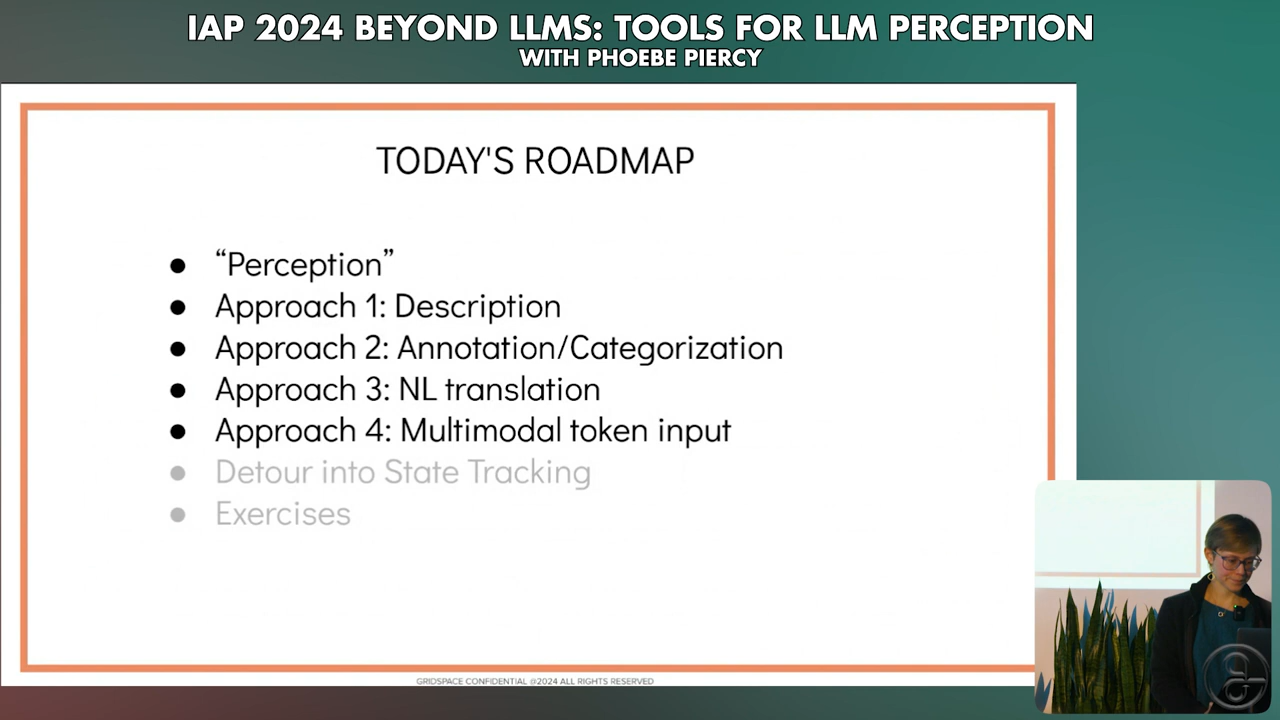 IAP 2024 BEYOND LLMS: TOOLS FOR LLM PERCEPTION
WITH PHOEBE PIERCY
TODAY'S ROADMAP
● “Perception”
● Approach 1: Description
● Approach 2: Annotation/Categorization
● Approach 3: NL translation
● Approach 4: Multimodal token input
● Detour into State Tracking
● Exercises
GRIDSPACE CONFIDENTIAL @2024 ALL RIGHTS RESERVED